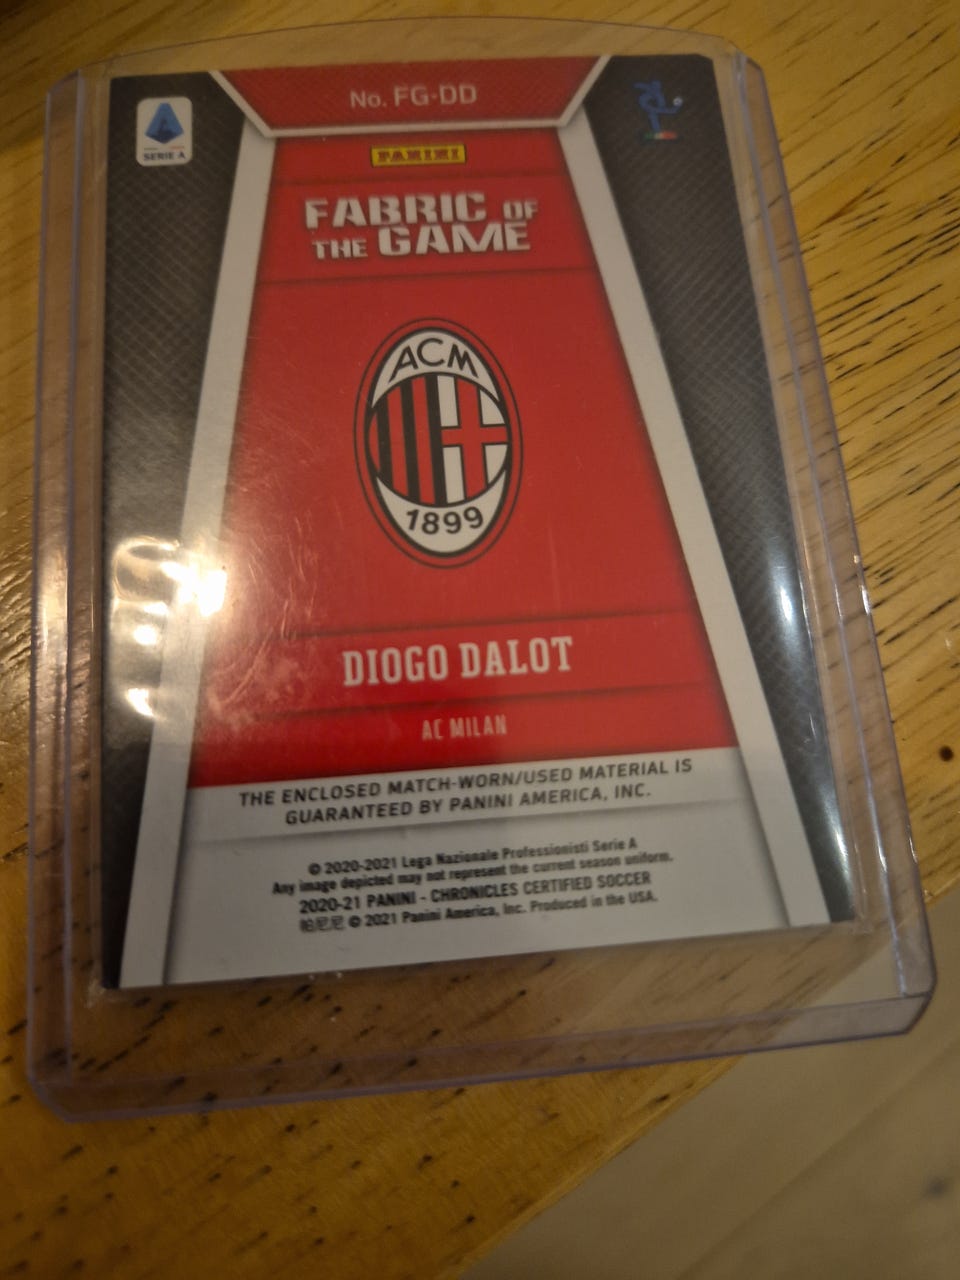 No. FG-DD
SERIE A
PANINI
FABRIC OF
THE GAME
ACM
1899
DIOGO DALOT
AC MILAN
THE ENCLOSED MATCH-WORN/USED MATERIAL IS
GUARANTEED BY PANINI AMERICA, INC.
© 2020-2021 Lega Nazionale Professionisti Serie A
Any image depicted may not represent the current season uniform.
2020-21 PANINI - CHRONICLES CERTIFIED SOCCER
帕尼尼 © 2021 Panini America, Inc. Produced in the USA.